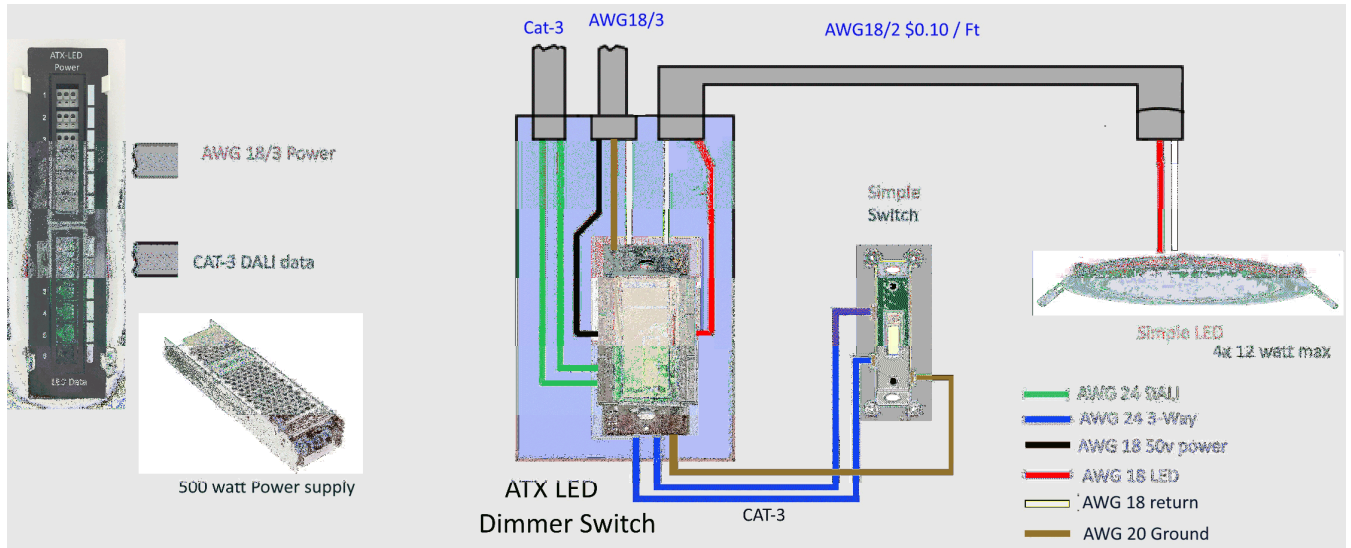 Cat-3
AWG18/3
AWG18/2 $0.10 / Ft
ATX-LED
Power
1
2
3
AWG 18/3 Power
CAT-3 DALI data
3
4
5
6
Data
500 watt Power supply
ATX LED
Dimmer Switch
CAT-3
Simple
Switch
Simple LED
4x 12 watt max
AWG 24 DALI
AWG 24 3-Way
AWG 18 50v power
AWG 18 LED
AWG 18 return
AWG 20 Ground